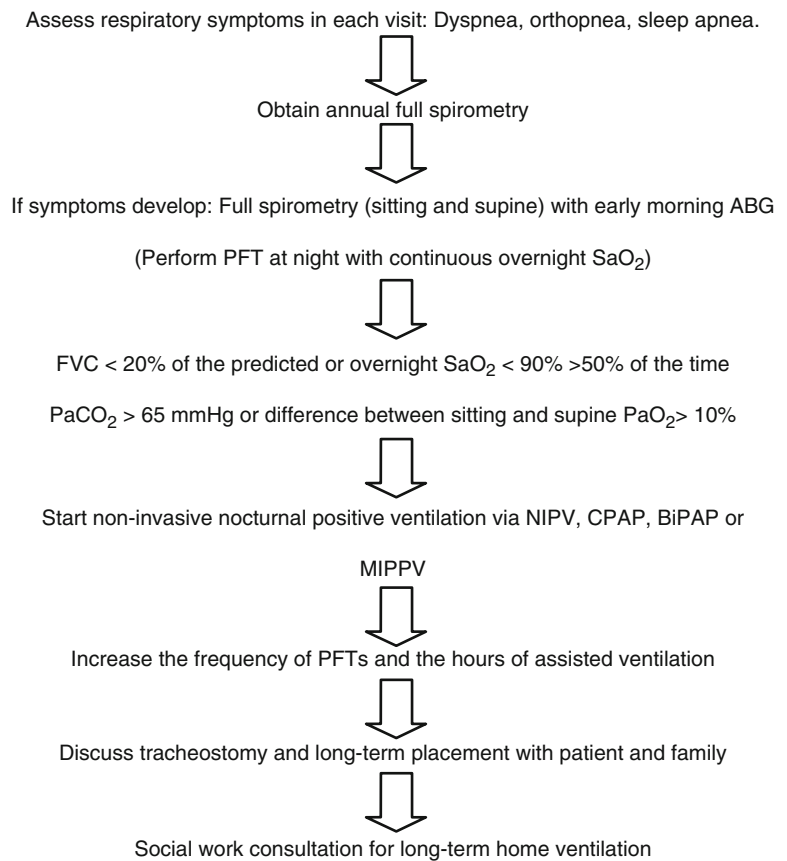 Assess respiratory symptoms in each visit: Dyspnea, orthopnea, sleep apnea.
Obtain annual full spirometry
If symptoms develop: Full spirometry (sitting and supine) with early morning ABG
(Perform PFT at night with continuous overnight SaO2)
FVC < 20% of the predicted or overnight SaO2 < 90% >50% of the time
PaCO2 > 65 mmHg or difference between sitting and supine PaO2> 10%
Start non-invasive nocturnal positive ventilation via NIPV, CPAP, BiPAP or
MIPPV
Increase the frequency of PFTs and the hours of assisted ventilation
Discuss tracheostomy and long-term placement with patient and family
Social work consultation for long-term home ventilation